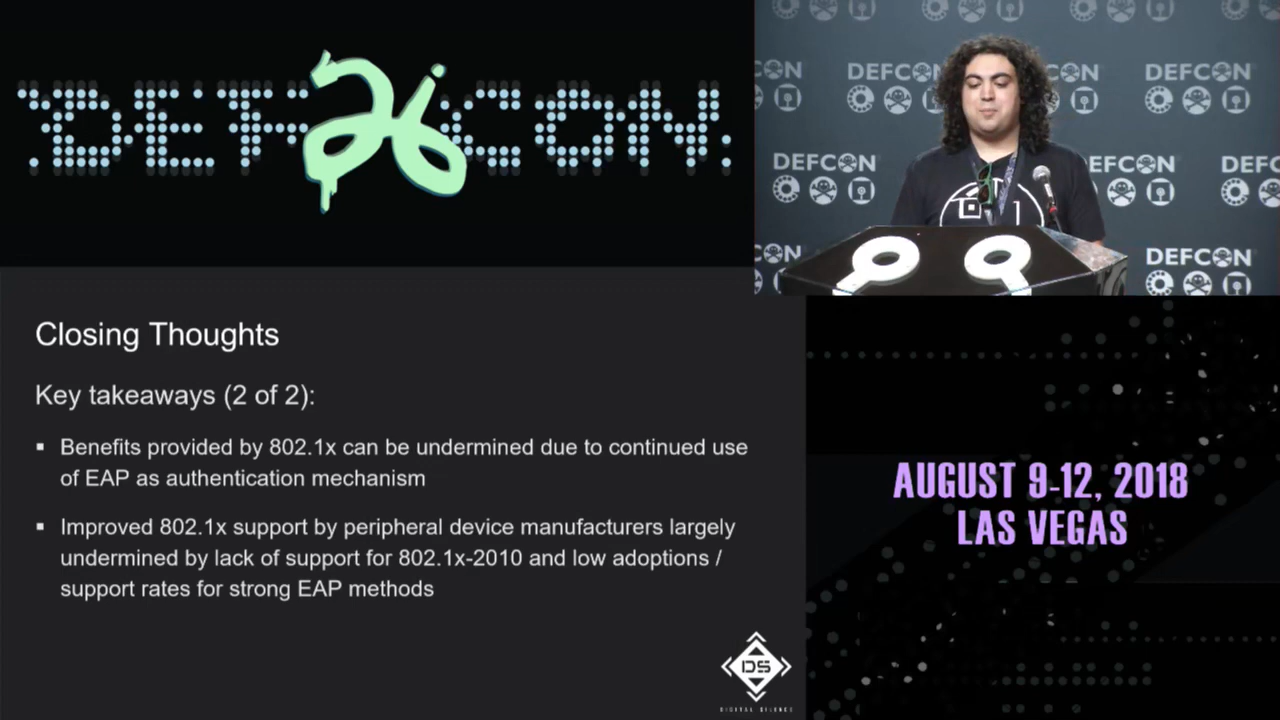 DEF 26 CON
DEFCON DEFCON DEFCON
DEFCON DEFCON DEFCON
DEFCON
Closing Thoughts
Key takeaways (2 of 2):
▪ Benefits provided by 802.1x can be undermined due to continued use
of EAP as authentication mechanism
▪ Improved 802.1x support by peripheral device manufacturers largely
undermined by lack of support for 802.1x-2010 and low adoptions /
support rates for strong EAP methods
AUGUST 9-12, 2018
LAS VEGAS
DS
DIGITAL SILENCE